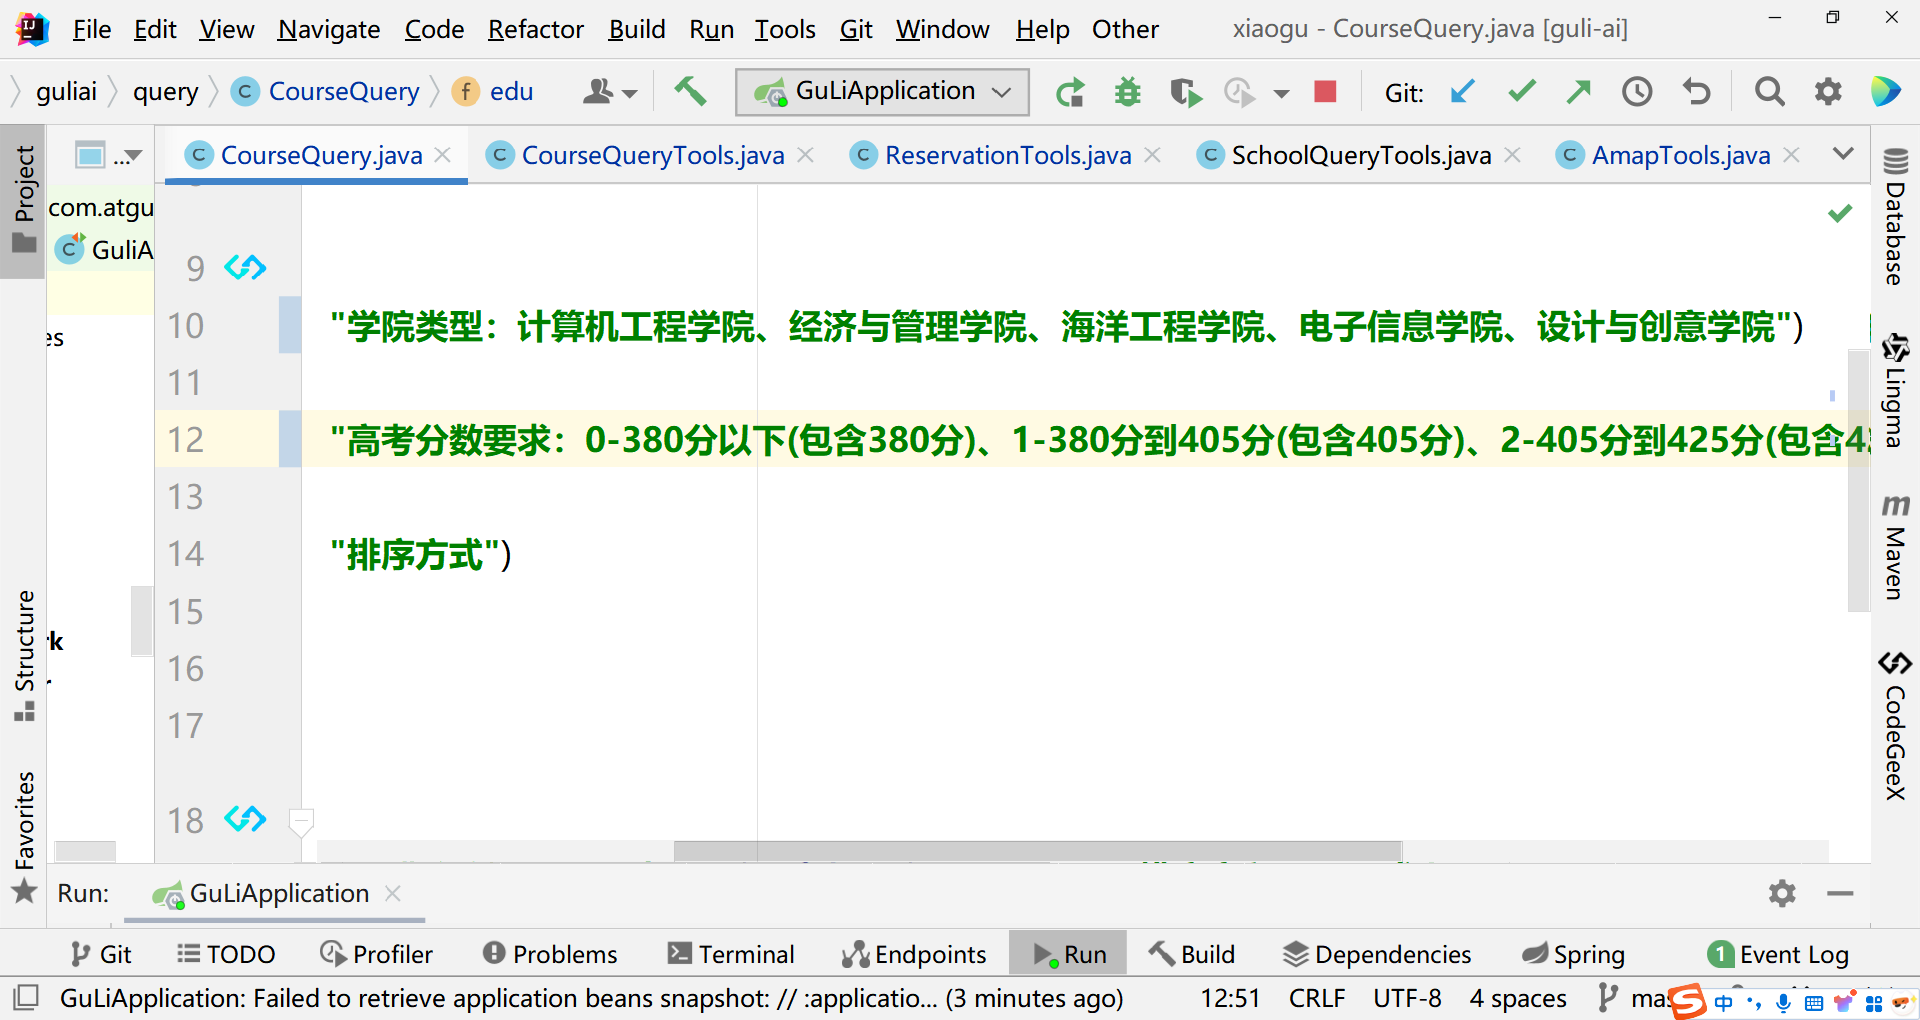 File Edit View Navigate Code Refactor Build Run Tools Git Window Help Other xiaogu - CourseQuery.java [guli-ai]
guliai query CourseQuery edu GuLiApplication Git:
CourseQuery.java CourseQueryTools.java ReservationTools.java SchoolQueryTools.java AmapTools.java
Project
...
com.atgu
GuliA
es
rk
9
10 "学院类型：计算机工程学院、经济与管理学院、海洋工程学院、电子信息学院、设计与创意学院")
11
12 "高考分数要求：0-380分以下(包含380分)、1-380分到405分(包含405分)、2-405分到425分(包含42
13
14 "排序方式")
15
16
17
18
Structure
Favorites
Database
Lingma
Maven
CodeGeeX
Run: GuLiApplication
Git TODO Profiler Problems Terminal Endpoints Run Build Dependencies Spring 1 Event Log
GuLiApplication: Failed to retrieve application beans snapshot: // :applicatio... (3 minutes ago) 12:51 CRLF UTF-8 4 spaces mas
中